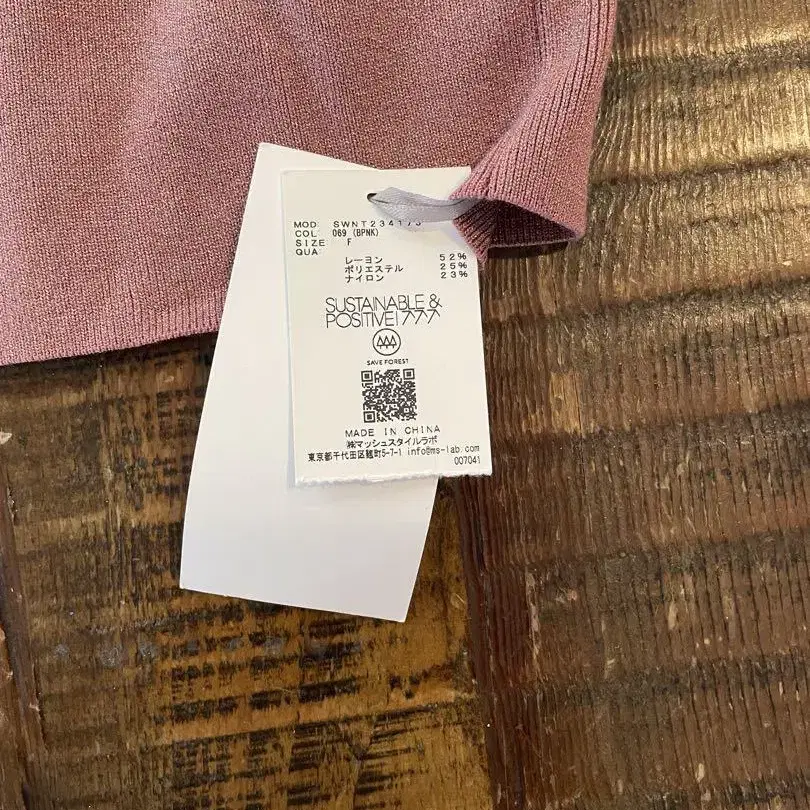 MOD: SWNT234175
COL: 069 (BPNK)
SIZE: F
QUA:
レーヨン 52%
ポリエステル 25%
ナイロン 23%
SUSTAINABLE &
POSITIVE! 777
SAVE FOREST
MADE IN CHINA
㈱マッシュスタイルラボ
東京都千代田区麹町5-7-1 info@ms-lab.com
007041